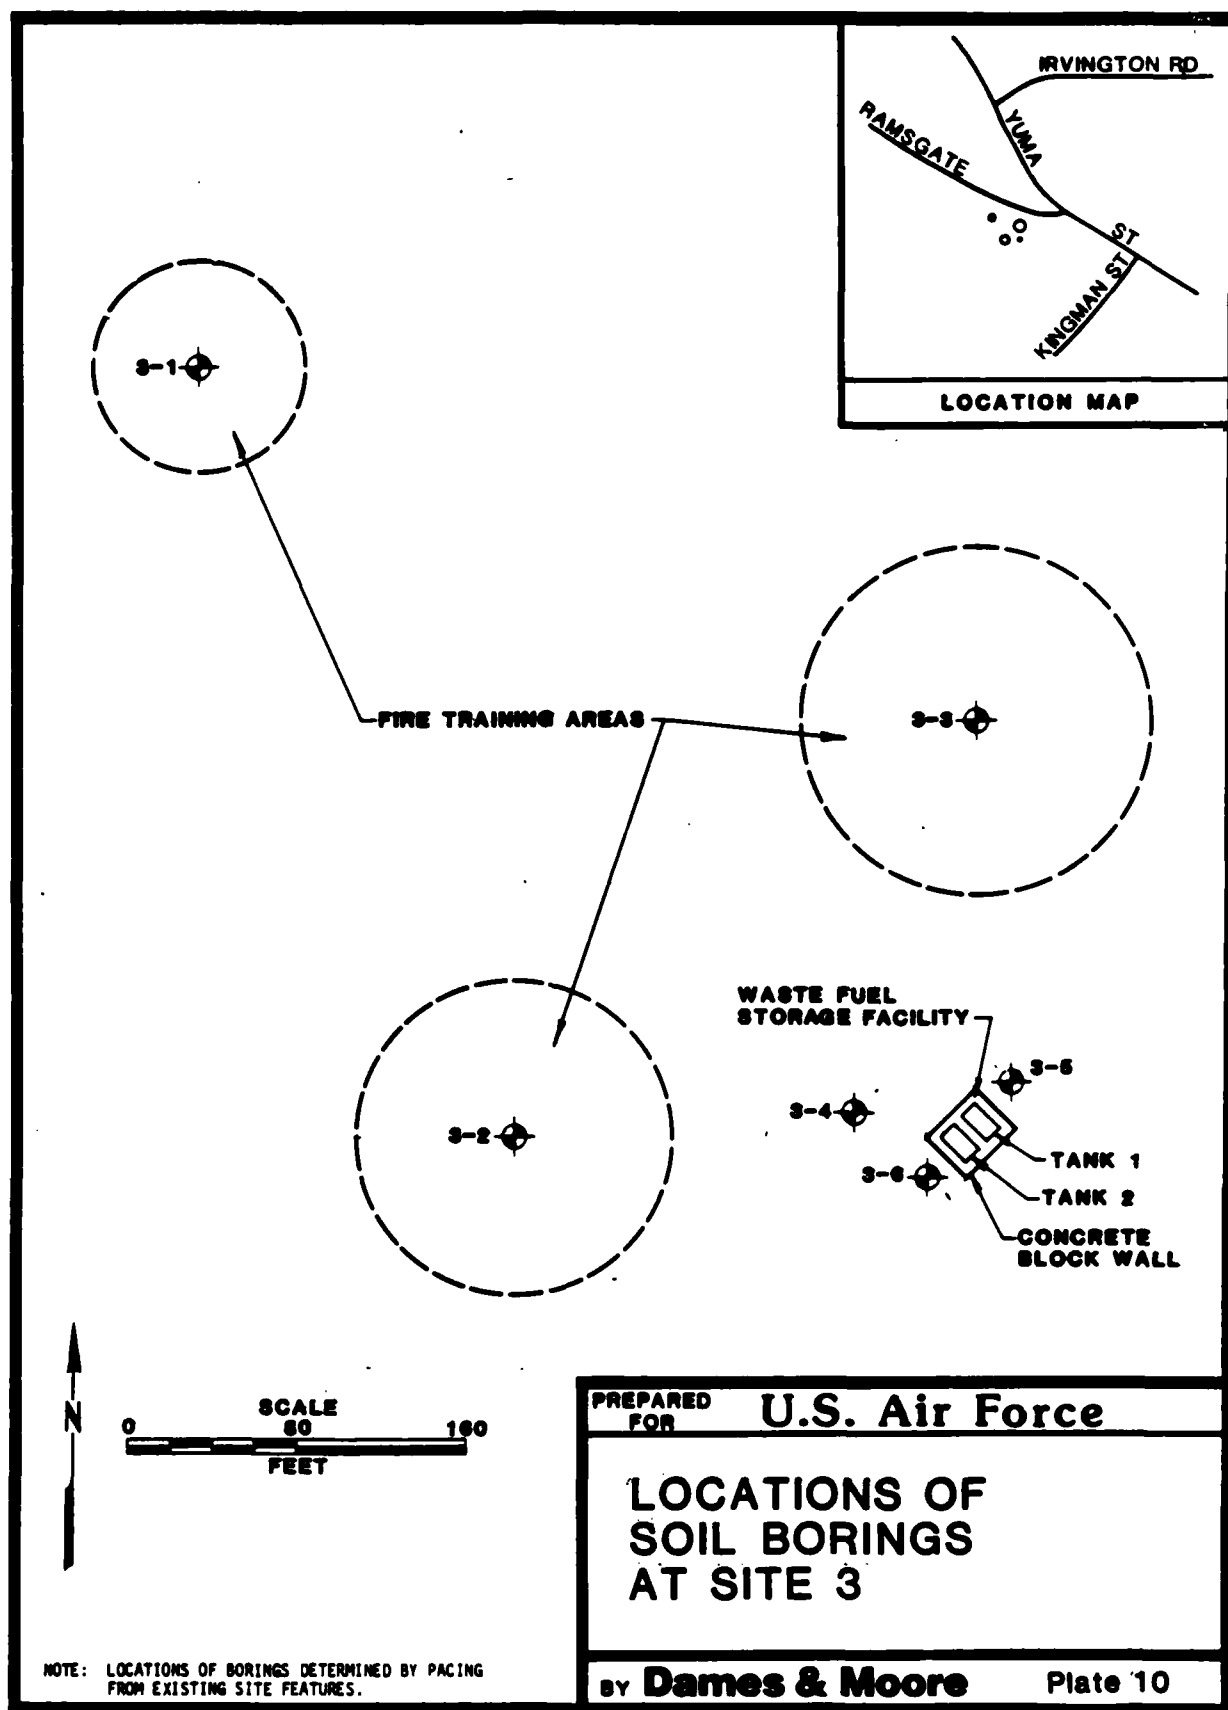 IRVINGTON RD
YUMA
RAMSGATE
ST
KINGMAN ST
LOCATION MAP
3-1
FIRE TRAINING AREAS
3-3
WASTE FUEL
STORAGE FACILITY
3-5
3-4
3-2
TANK 1
3-6
TANK 2
CONCRETE
BLOCK WALL
N
SCALE
0 80 160
FEET
PREPARED
FOR
U.S. Air Force
LOCATIONS OF
SOIL BORINGS
AT SITE 3
NOTE: LOCATIONS OF BORINGS DETERMINED BY PACING
FROM EXISTING SITE FEATURES.
BY Dames & Moore Plate 10